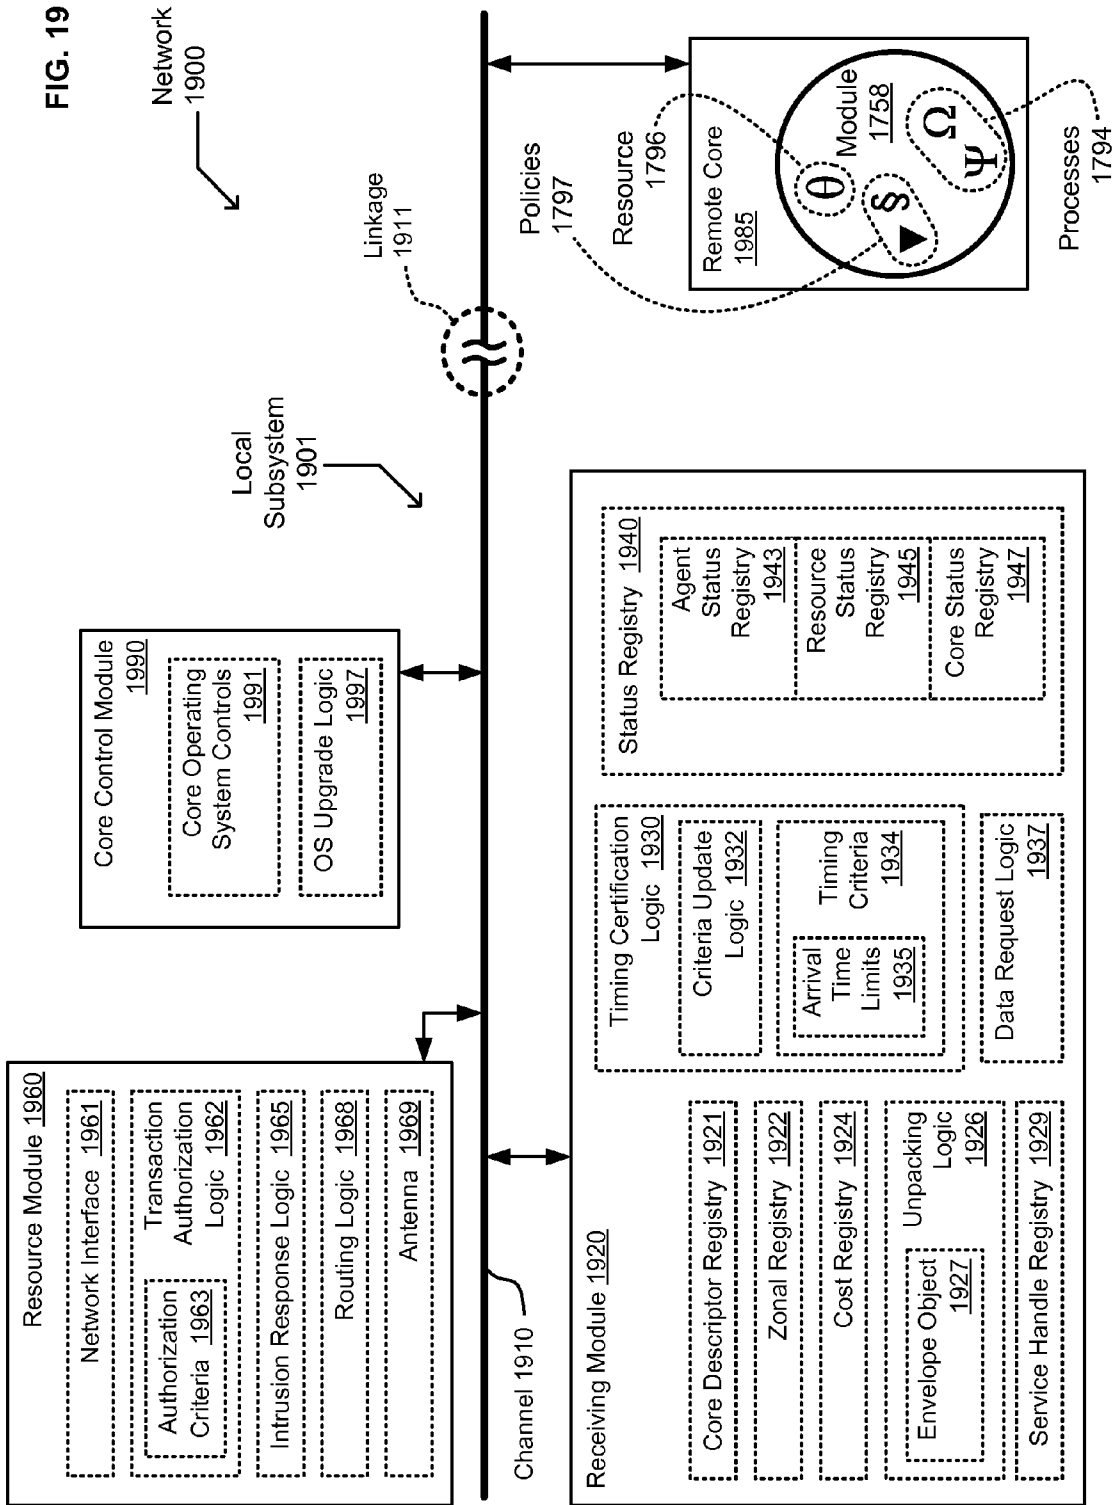 FIG. 19
Network
1900
Resource Module 1960
Network Interface 1961
Transaction
Authorization
Logic 1962
Authorization
Criteria 1963
Intrusion Response Logic 1965
Routing Logic 1968
Antenna 1969
Core Control Module
1990
Core Operating
System Controls
1991
OS Upgrade Logic
1997
Local
Subsystem
1901
Linkage
1911
Channel 1910
Receiving Module 1920
Core Descriptor Registry 1921
Zonal Registry 1922
Cost Registry 1924
Unpacking
Logic
1926
Envelope Object
1927
Service Handle Registry 1929
Timing Certification
Logic 1930
Criteria Update
Logic 1932
Timing
Criteria
1934
Arrival
Time
Limits
1935
Data Request Logic
1937
Status Registry 1940
Agent
Status
Registry
1943
Resource
Status
Registry
1945
Core Status
Registry
1947
Policies
1797
Resource
1796
Remote Core
1985
Module
1758
θ
§
Ψ Ω
Processes
1794